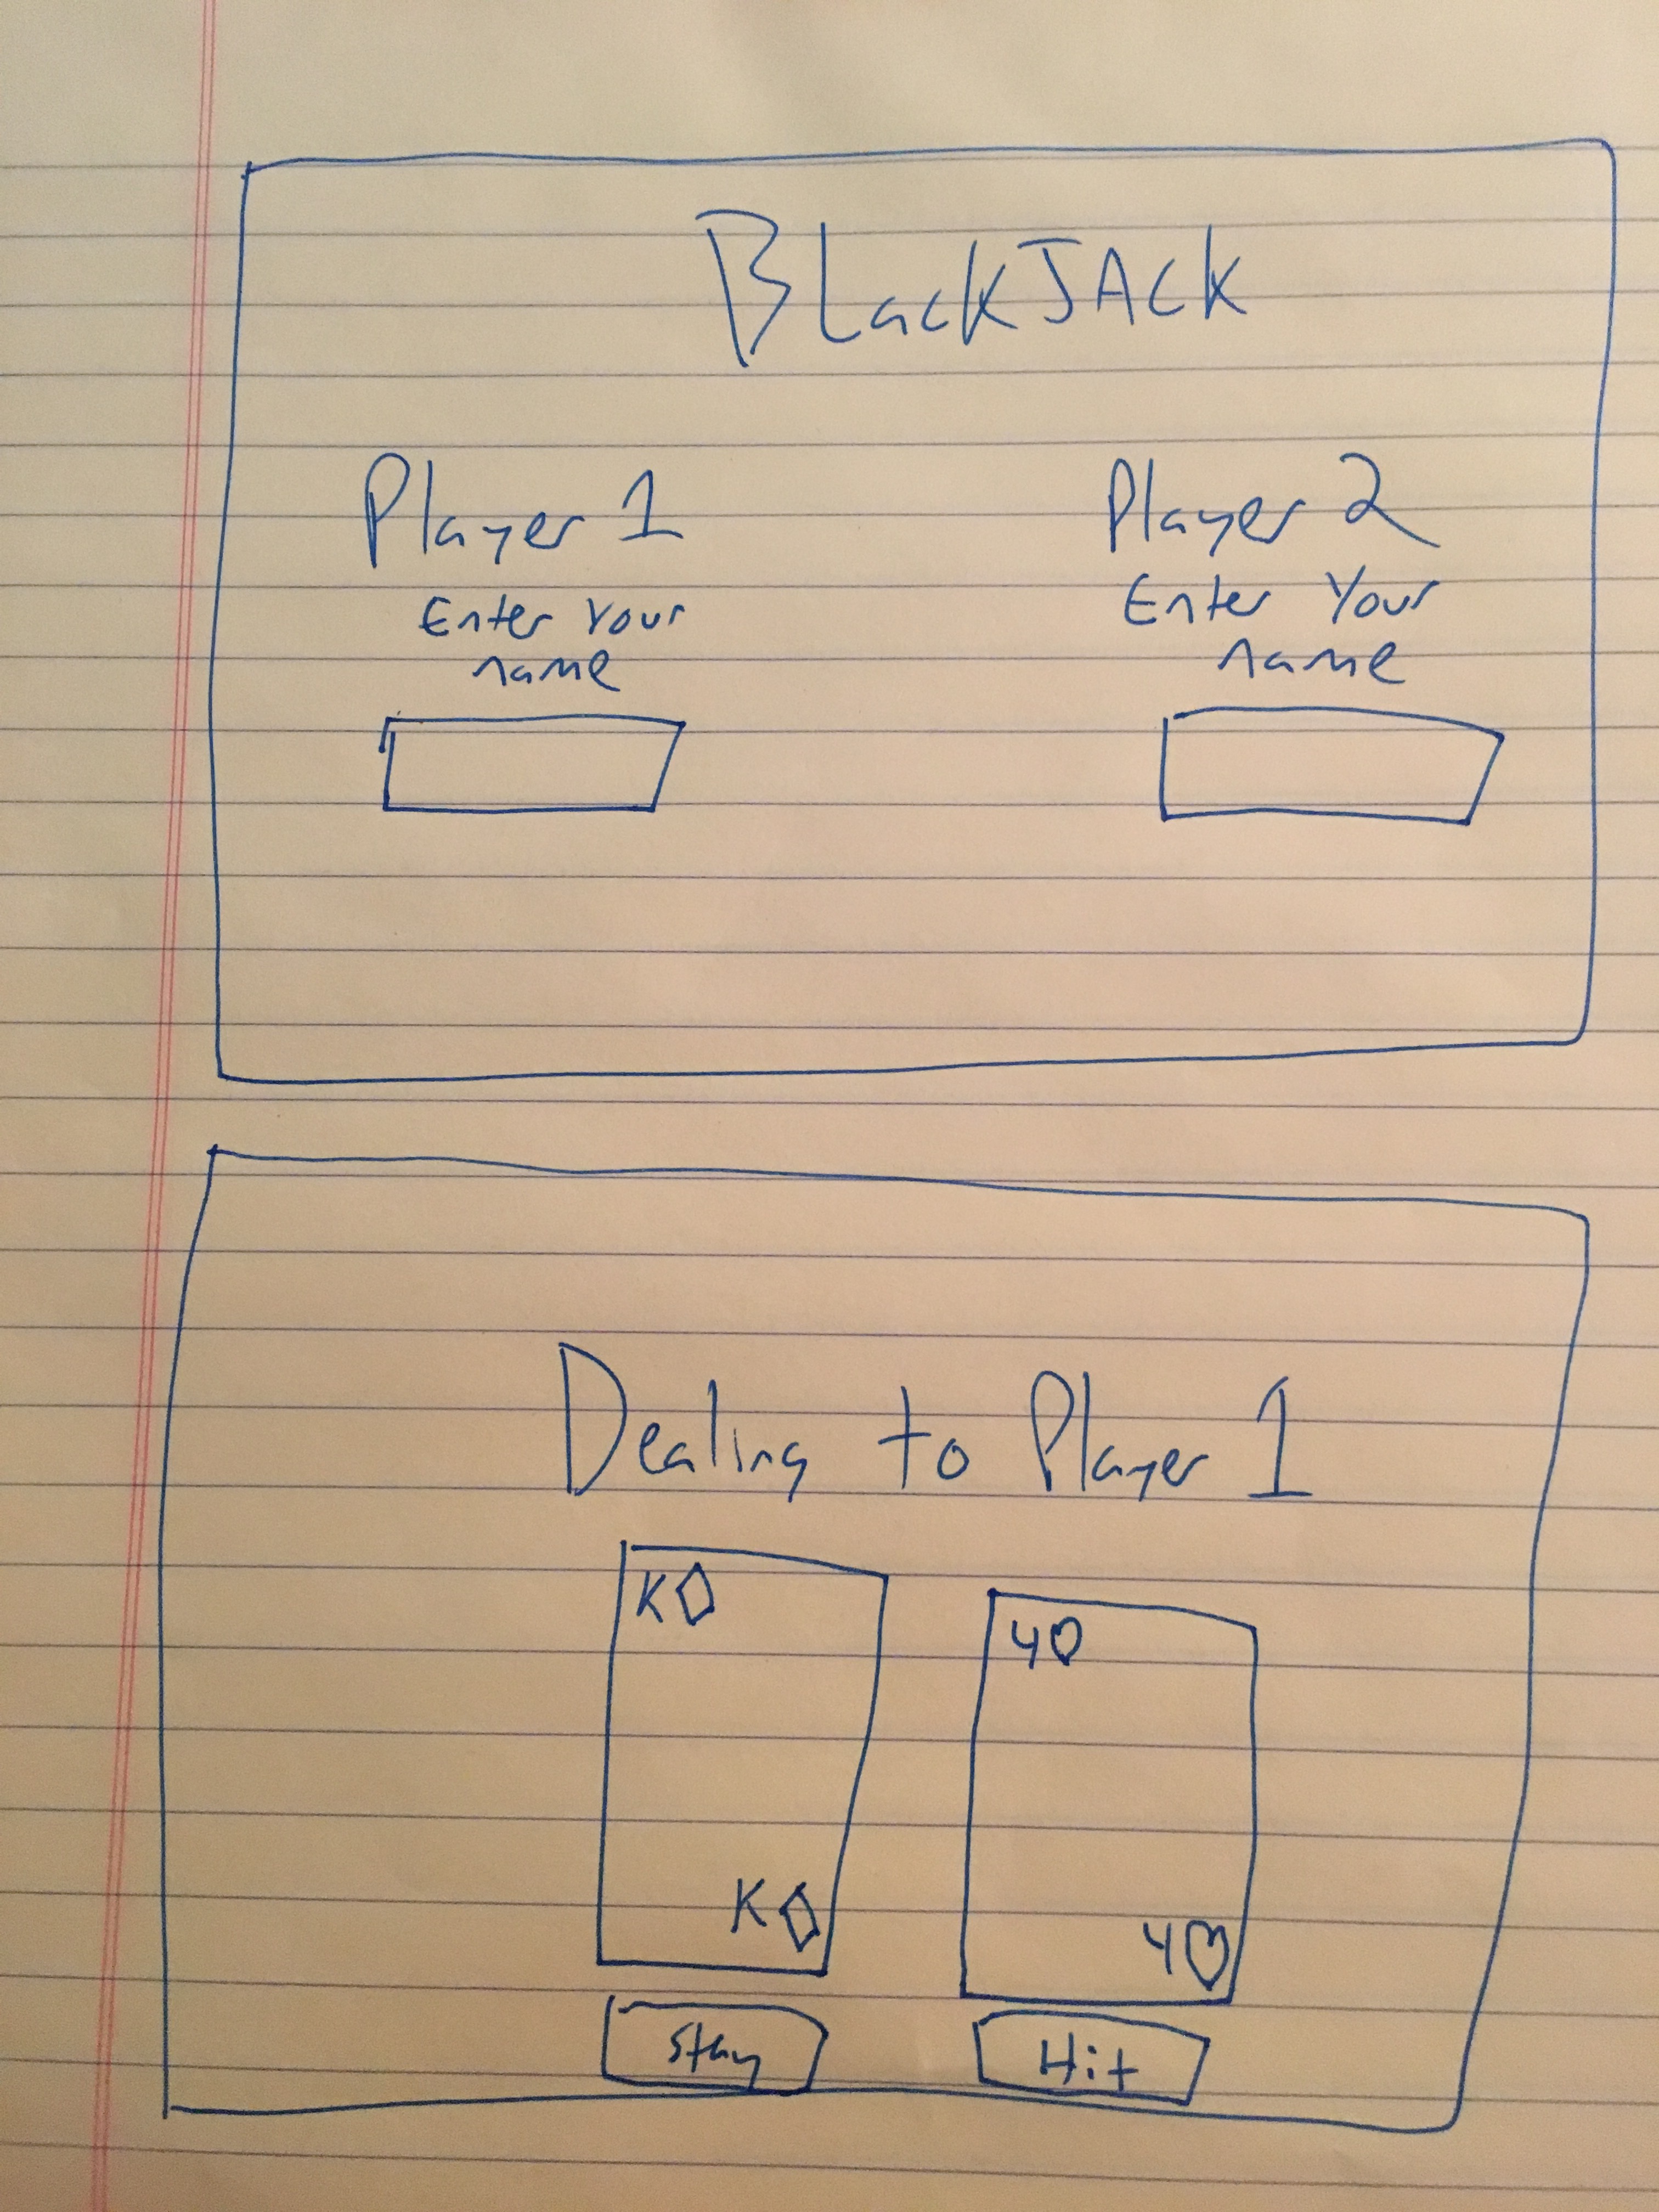 BLackJAck
Player 1
Player 2
Enter Your
name
Enter Your
name
Dealing to Player 1
K♢
4♡
K♢
4♡
Stay
Hit